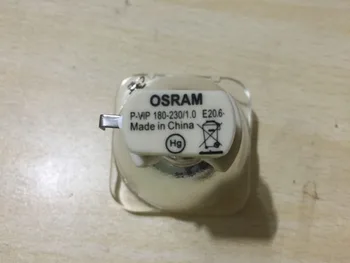 OSRAM
P-VIP 180-230/1.0 E20.6-
Made in China
Hg